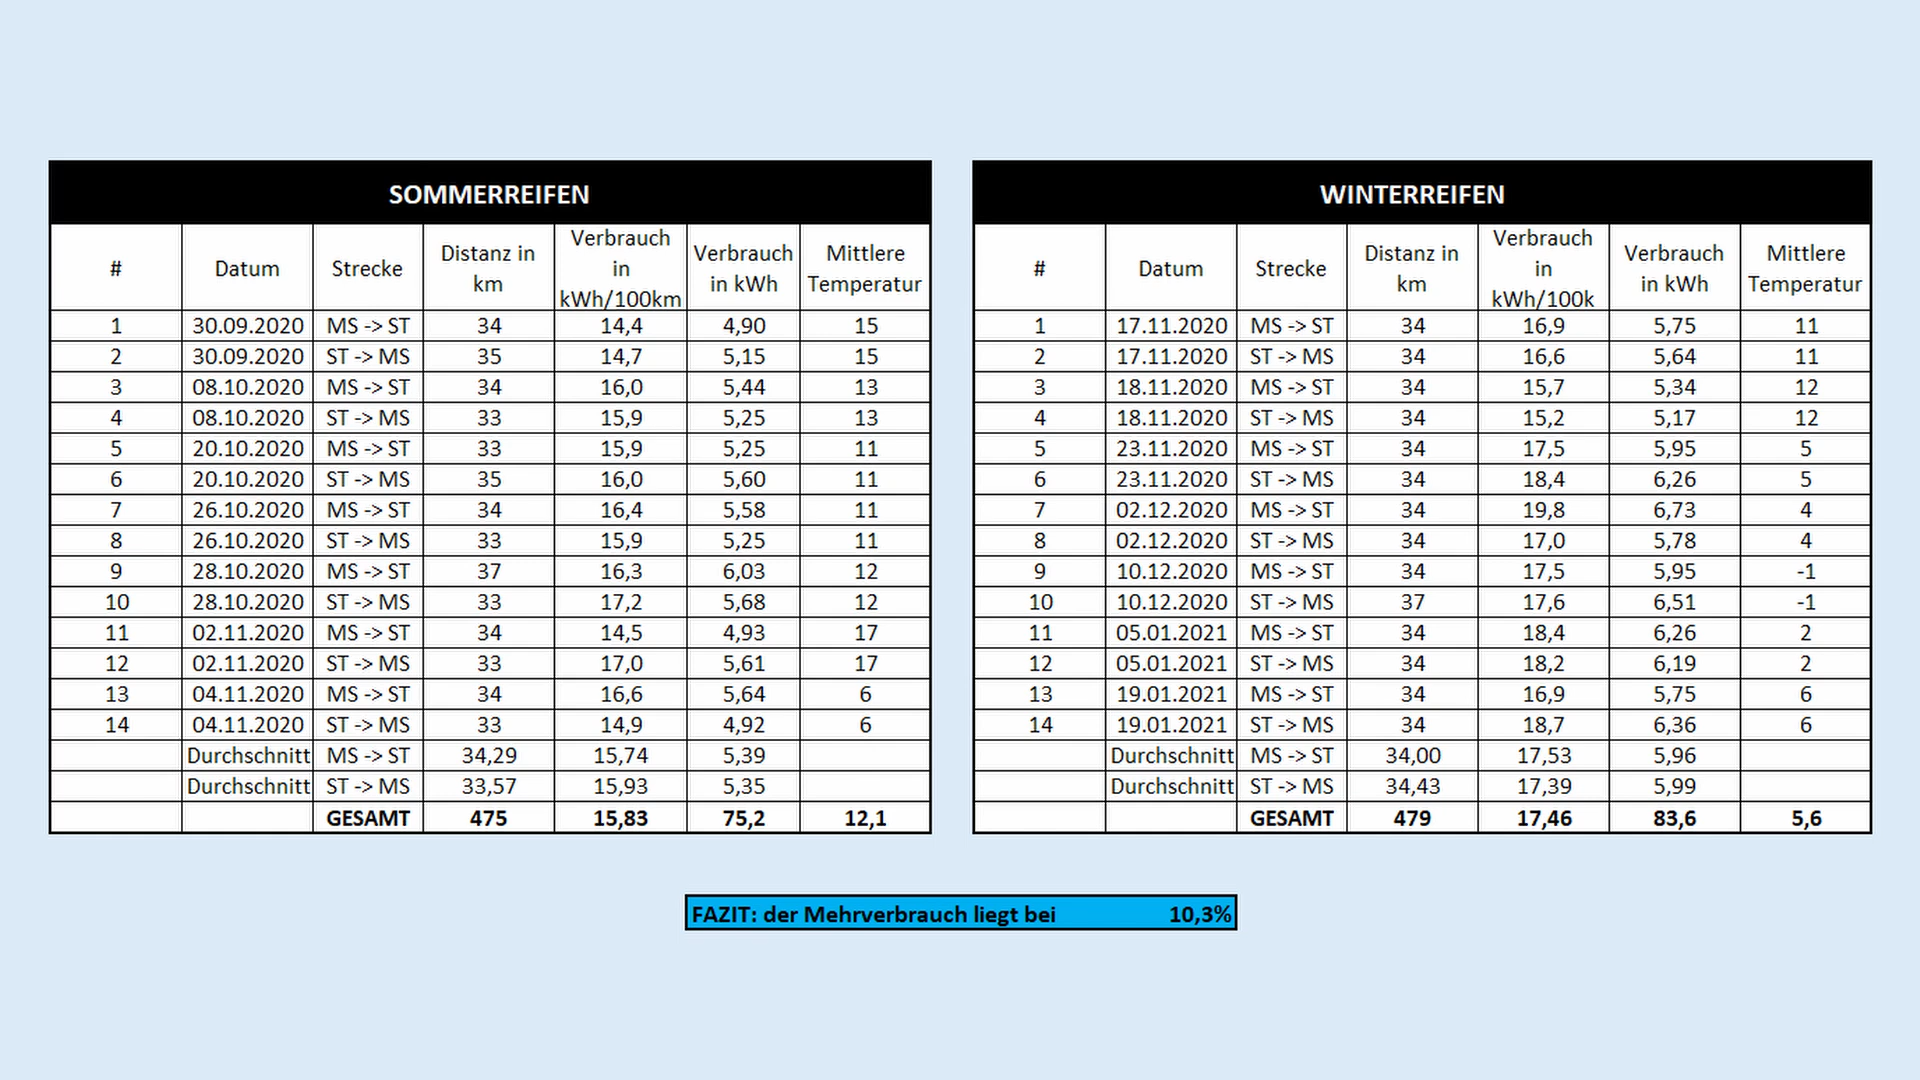 SOMMERREIFEN
# Datum Strecke Distanz in km Verbrauch in kWh/100km Verbrauch in kWh Mittlere Temperatur
1 30.09.2020 MS -> ST 34 14,4 4,90 15
2 30.09.2020 ST -> MS 35 14,7 5,15 15
3 08.10.2020 MS -> ST 34 16,0 5,44 13
4 08.10.2020 ST -> MS 33 15,9 5,25 13
5 20.10.2020 MS -> ST 33 15,9 5,25 11
6 20.10.2020 ST -> MS 35 16,0 5,60 11
7 26.10.2020 MS -> ST 34 16,4 5,58 11
8 26.10.2020 ST -> MS 33 15,9 5,25 11
9 28.10.2020 MS -> ST 37 16,3 6,03 12
10 28.10.2020 ST -> MS 33 17,2 5,68 12
11 02.11.2020 MS -> ST 34 14,5 4,93 17
12 02.11.2020 ST -> MS 33 17,0 5,61 17
13 04.11.2020 MS -> ST 34 16,6 5,64 6
14 04.11.2020 ST -> MS 33 14,9 4,92 6
Durchschnitt MS -> ST 34,29 15,74 5,39
Durchschnitt ST -> MS 33,57 15,93 5,35
GESAMT 475 15,83 75,2 12,1
WINTERREIFEN
# Datum Strecke Distanz in km Verbrauch in kWh/100k Verbrauch in kWh Mittlere Temperatur
1 17.11.2020 MS -> ST 34 16,9 5,75 11
2 17.11.2020 ST -> MS 34 16,6 5,64 11
3 18.11.2020 MS -> ST 34 15,7 5,34 12
4 18.11.2020 ST -> MS 34 15,2 5,17 12
5 23.11.2020 MS -> ST 34 17,5 5,95 5
6 23.11.2020 ST -> MS 34 18,4 6,26 5
7 02.12.2020 MS -> ST 34 19,8 6,73 4
8 02.12.2020 ST -> MS 34 17,0 5,78 4
9 10.12.2020 MS -> ST 34 17,5 5,95 -1
10 10.12.2020 ST -> MS 37 17,6 6,51 -1
11 05.01.2021 MS -> ST 34 18,4 6,26 2
12 05.01.2021 ST -> MS 34 18,2 6,19 2
13 19.01.2021 MS -> ST 34 16,9 5,75 6
14 19.01.2021 ST -> MS 34 18,7 6,36 6
Durchschnitt MS -> ST 34,00 17,53 5,96
Durchschnitt ST -> MS 34,43 17,39 5,99
GESAMT 479 17,46 83,6 5,6
FAZIT: der Mehrverbrauch liegt bei 10,3%